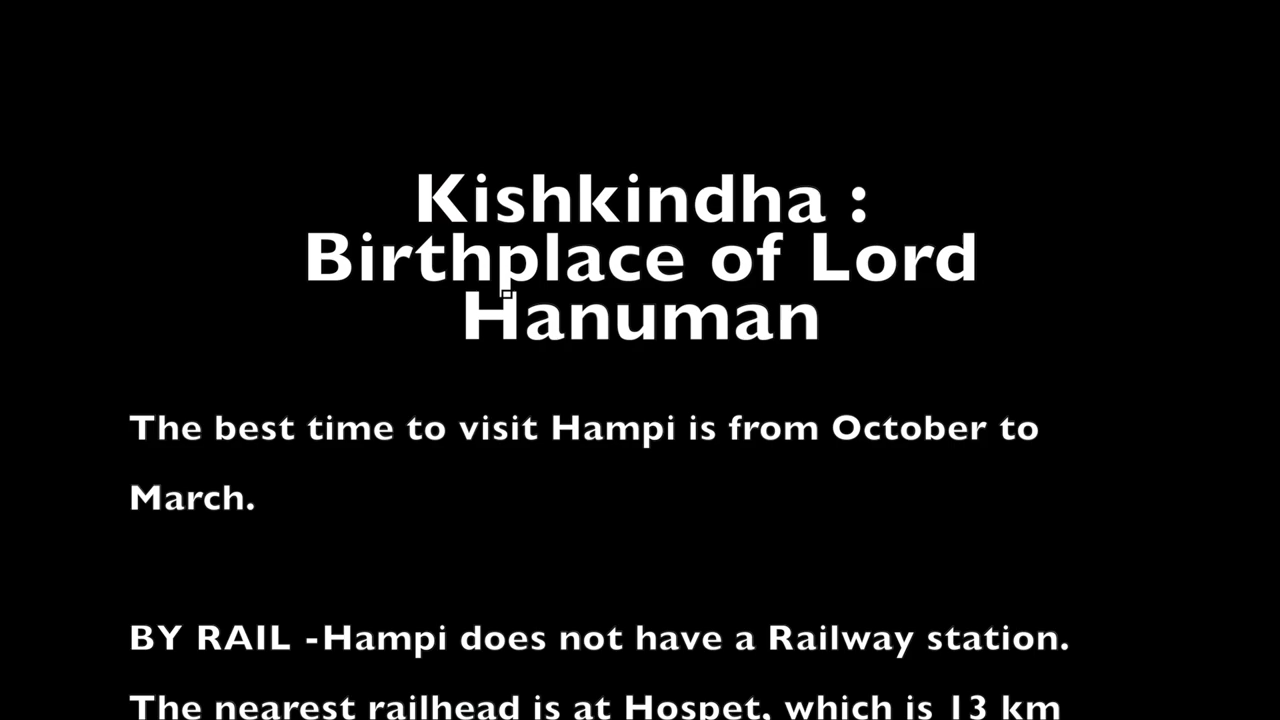 Kishkindha :
Birthplace of Lord
Hanuman
The best time to visit Hampi is from October to
March.
BY RAIL -Hampi does not have a Railway station.
The nearest railhead is at Hospet, which is 13 km